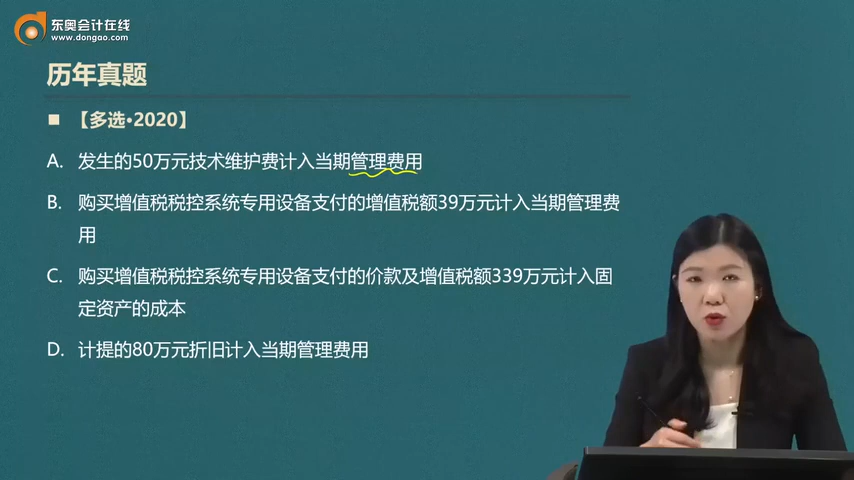 东奥会计在线
www.dongao.com
历年真题
【多选·2020】
A. 发生的50万元技术维护费计入当期管理费用
B. 购买增值税税控系统专用设备支付的增值税额39万元计入当期管理费
用
C. 购买增值税税控系统专用设备支付的价款及增值税额339万元计入固
定资产的成本
D. 计提的80万元折旧计入当期管理费用